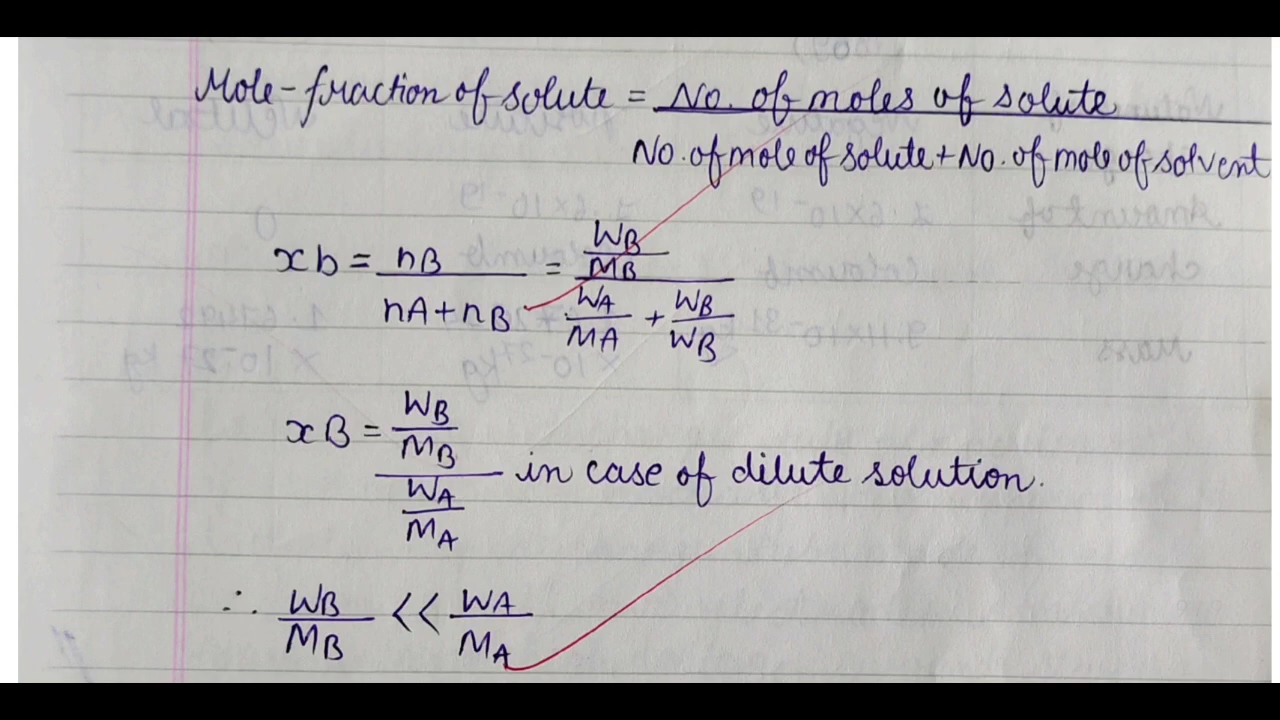 Mole-fraction of solute = No. of moles of solute
No. of mole of solute + No. of mole of solvent
xb = nB / nA + nB = WB/MB / WA/MA + WB/WB
xB = WB/MB / WA/MA in case of dilute solution.
∴ WB/MB << WA/MA